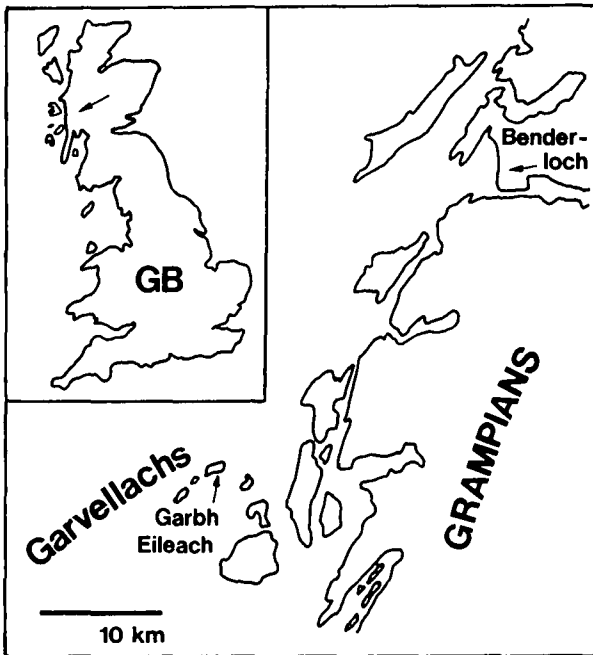 GB
Bender-
loch
GRAMPIANS
Garvellachs
Garbh
Eileach
10 km